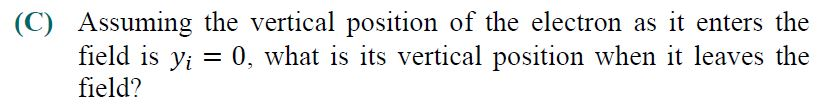 (C) Assuming the vertical position of the electron as it enters the
field is yᵢ = 0, what is its vertical position when it leaves the
field?